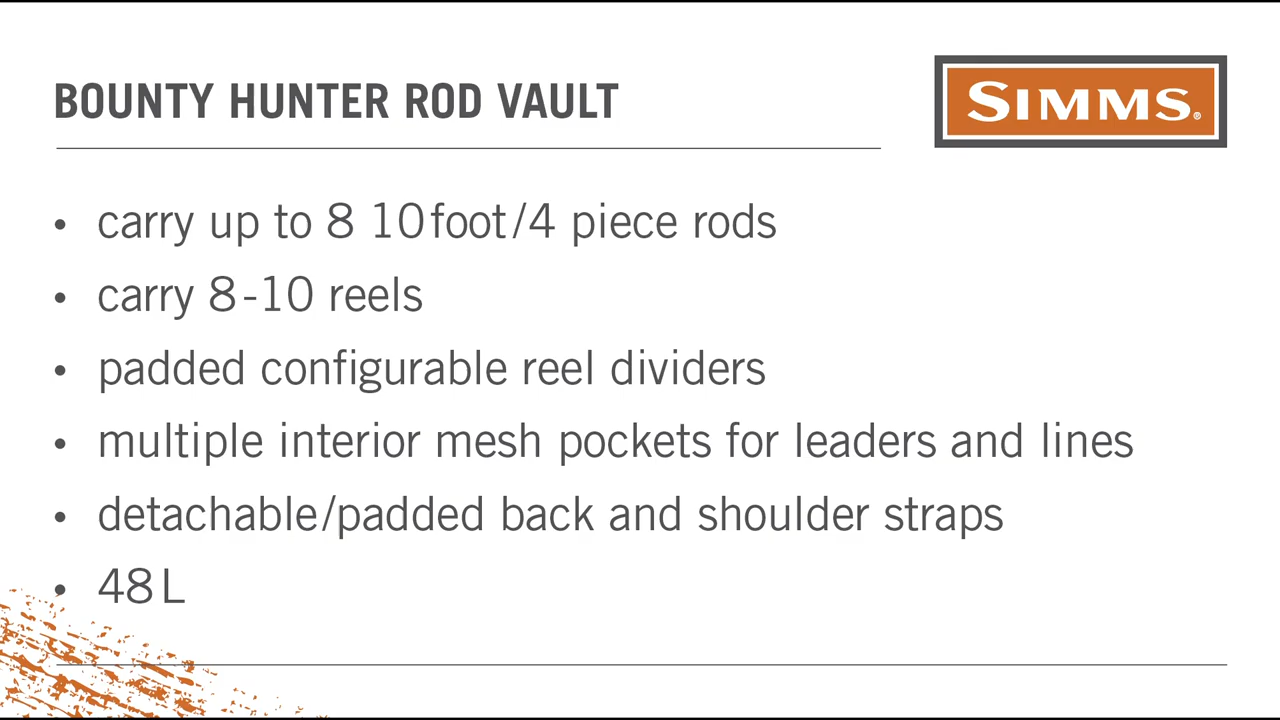 BOUNTY HUNTER ROD VAULT
SIMMS®
• carry up to 8 10foot/4 piece rods
• carry 8-10 reels
• padded configurable reel dividers
• multiple interior mesh pockets for leaders and lines
• detachable/padded back and shoulder straps
• 48L